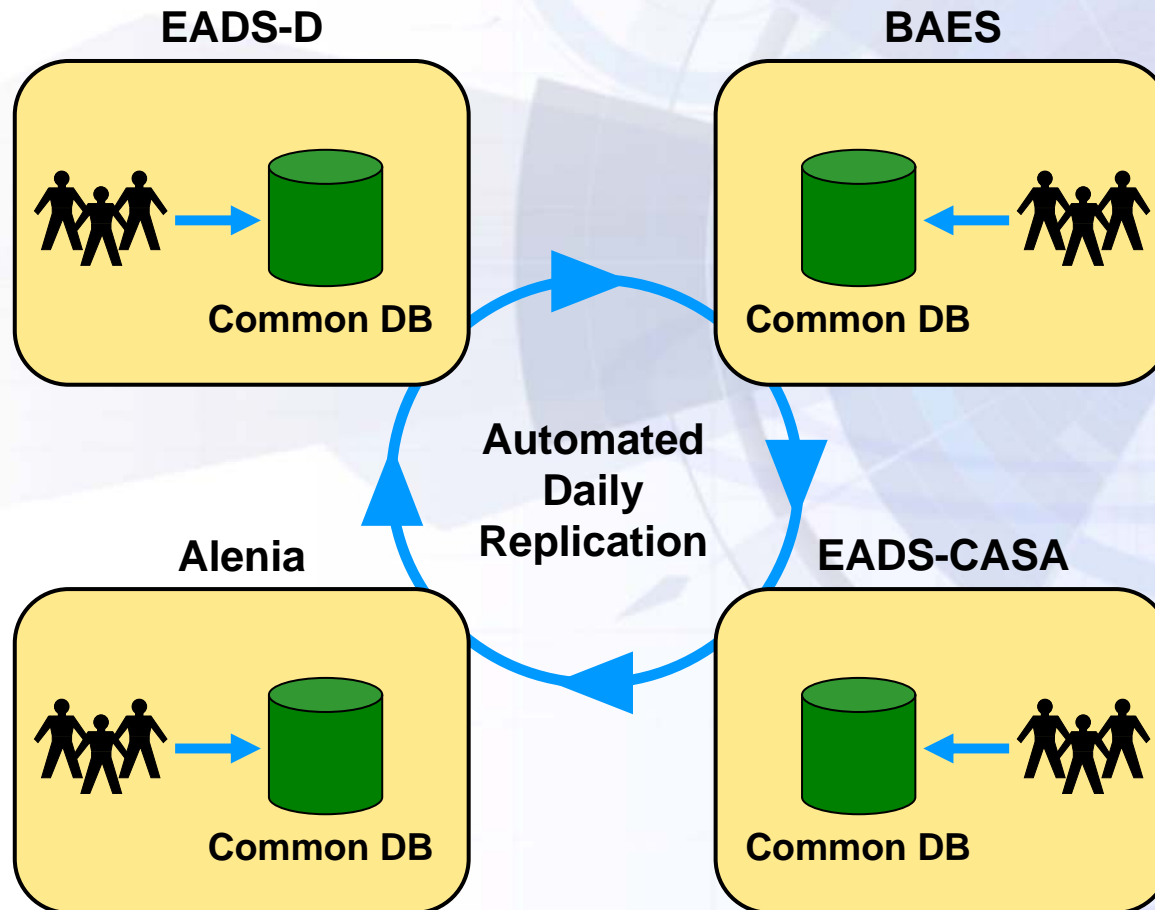 EADS-D
BAES
Common DB
Common DB
Automated
Daily
Replication
Alenia
EADS-CASA
Common DB
Common DB